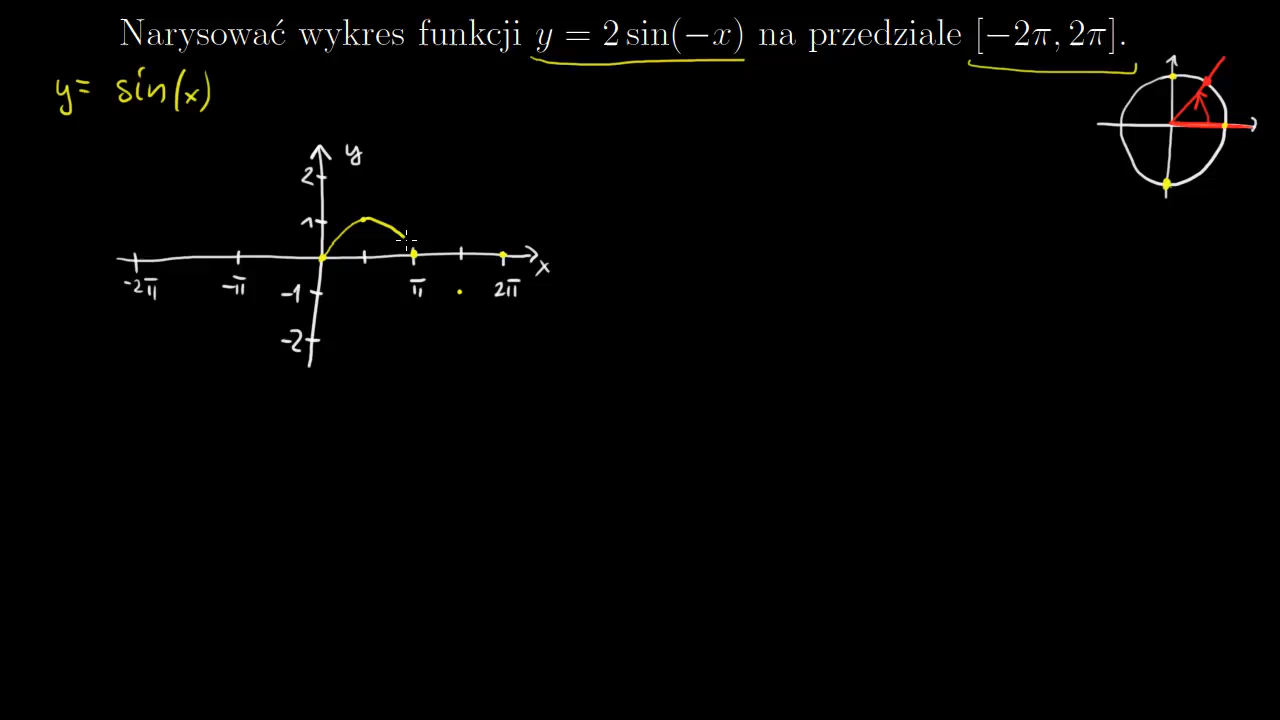 Narysować wykres funkcji y = 2 sin(−x) na przedziale [−2π, 2π].
y= sin(x)
y
2
1
x
-2π
-π
-1
π
2π
-2